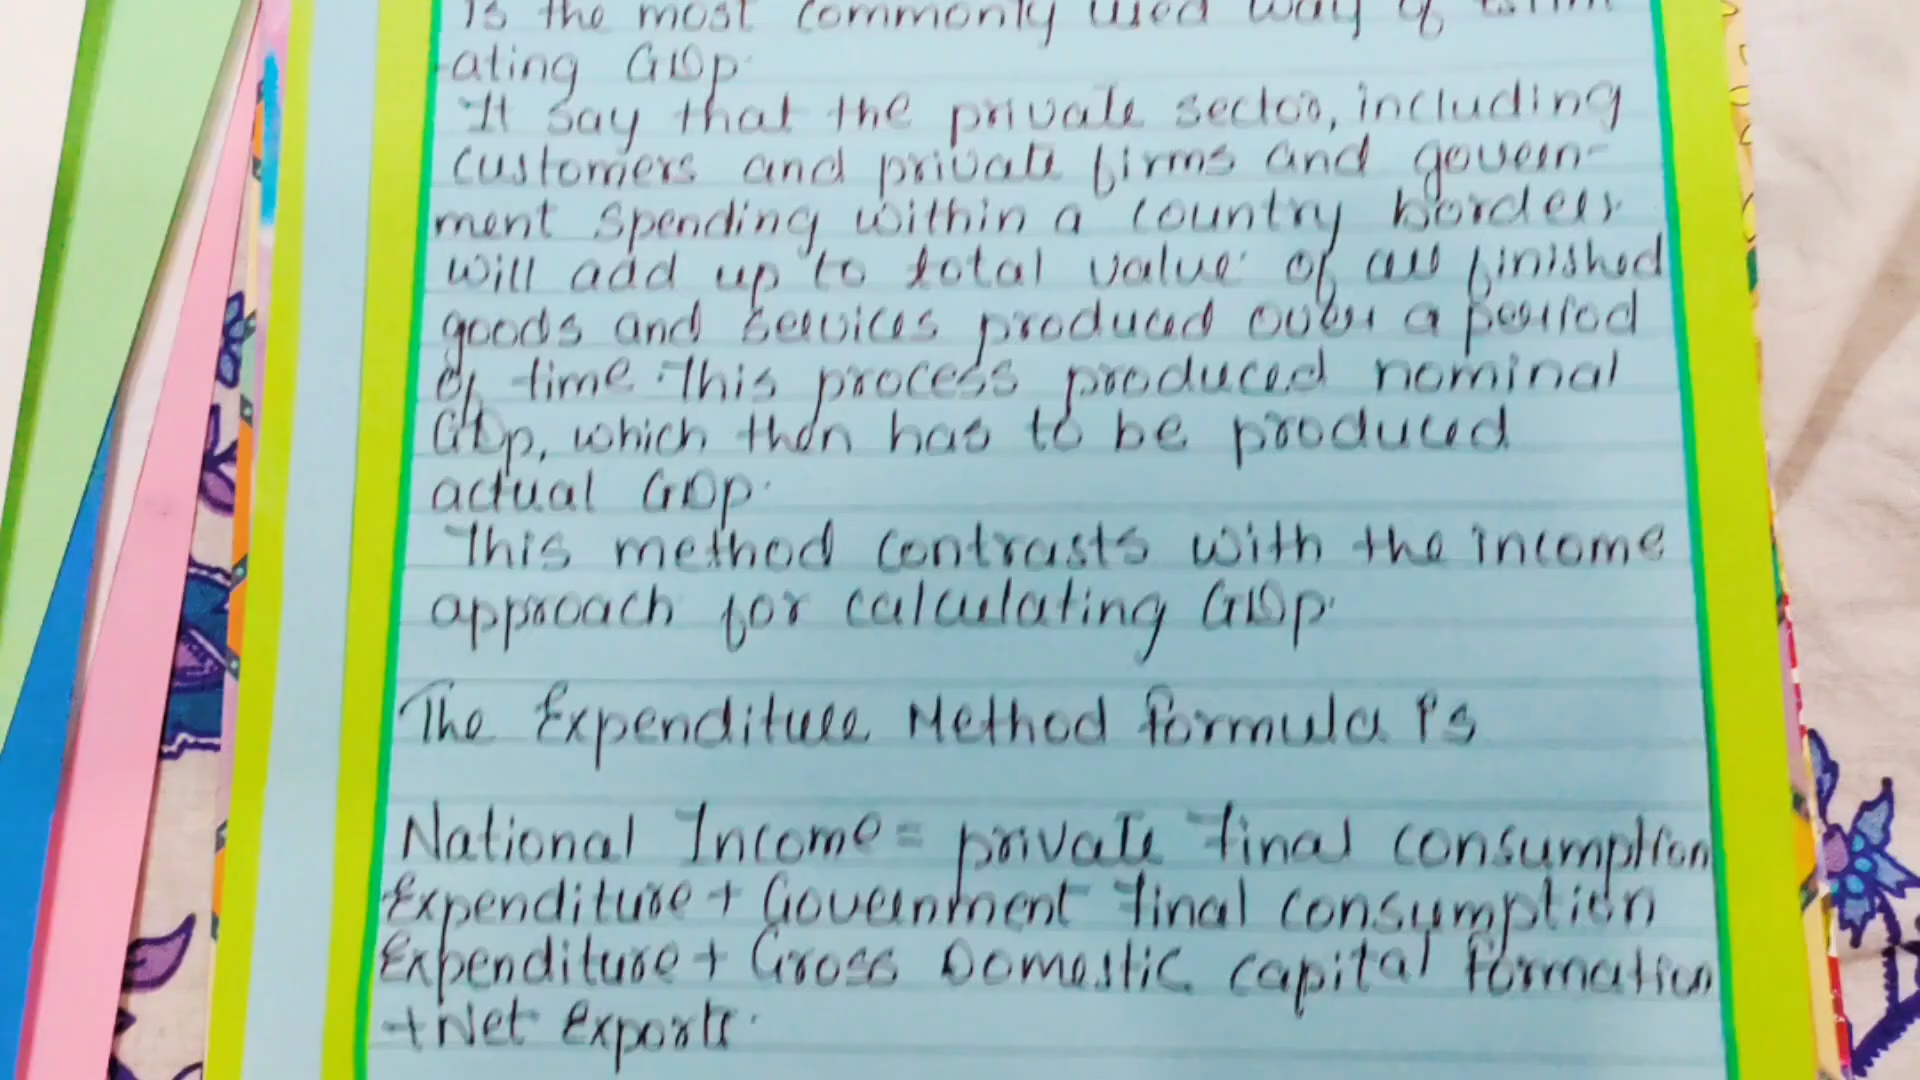 is the most commonly used way of estim
-ating GDP.
It say that the private sector, including
customers and private firms and govern-
ment spending within a country borders
will add up to total value of all finished
goods and services produced over a period
of time. This process produced nominal
GDP, which then has to be produced
actual GDP.
This method contrasts with the income
approach for calculating GDP.
The Expenditure Method formula is
National Income = private final consumption
Expenditure + Government final consumption
Expenditure + Gross Domestic capital formation
+ Net exports.